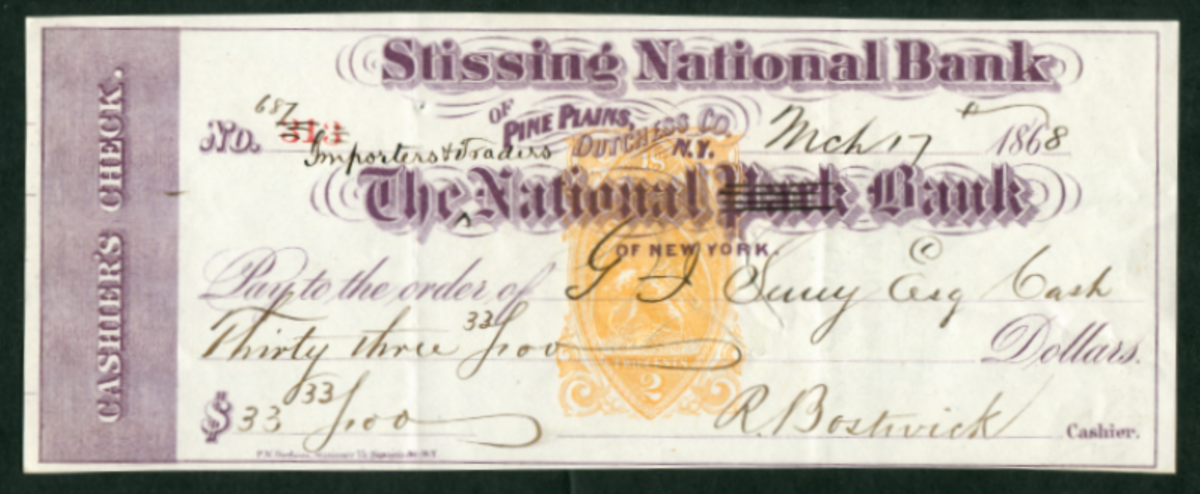 CASHIER'S CHECK.
Stissing National Bank
OF PINE PLAINS, DUTCHESS CO. N.Y.
No. 313 687 Mch 17 1868
Importers & Traders
The National Park Bank
OF NEW YORK.
Pay to the order of G Esq Cash
Thirty three 33/100 Dollars.
$33 33/100 R. Bostwick Cashier.
2